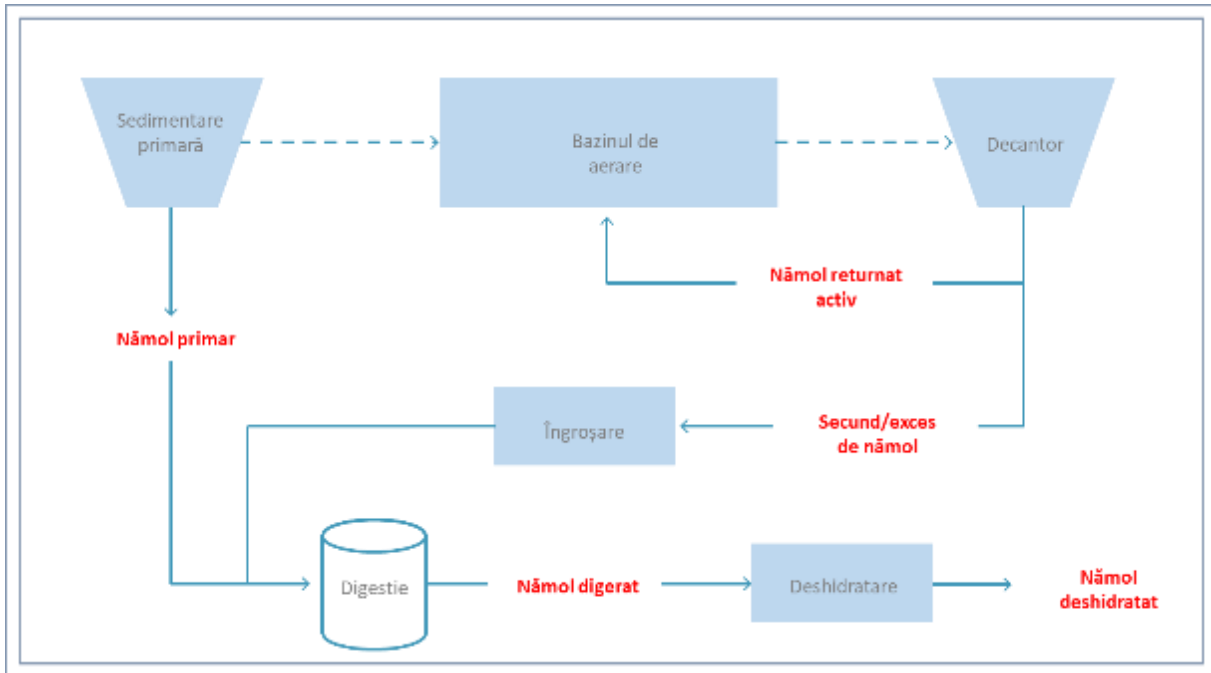 Sedimentare
primară
Bazinul de
aerare
Decantor
Nămol returnat
activ
Nămol primar
Îngroșare
Secund/exces
de nămol
Digestie
Nămol digerat
Deshidratare
Nămol
deshidratat